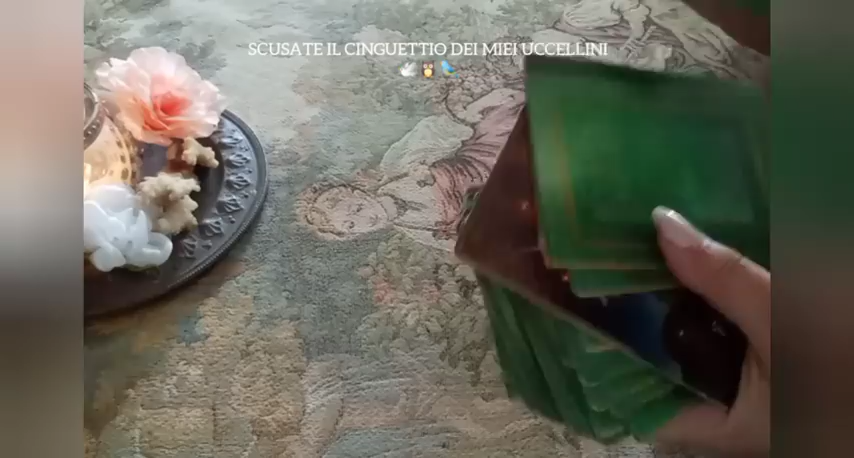 SCUSATE IL CINGUETTIO DEI MIEI UCCELLINI
🕊️🦉🐦